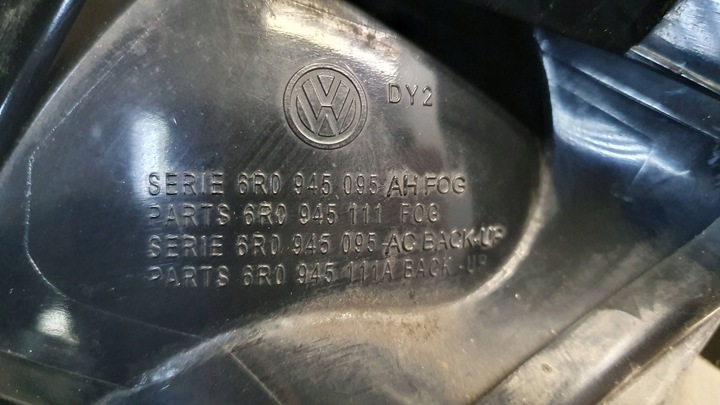 DY2
SERIE 6R0 945 095 AH FOG
PARTS 6R0 945 111 FOG
SERIE 6R0 945 095 AC BACK-UP
PARTS 6R0 945 111A BACK-UP